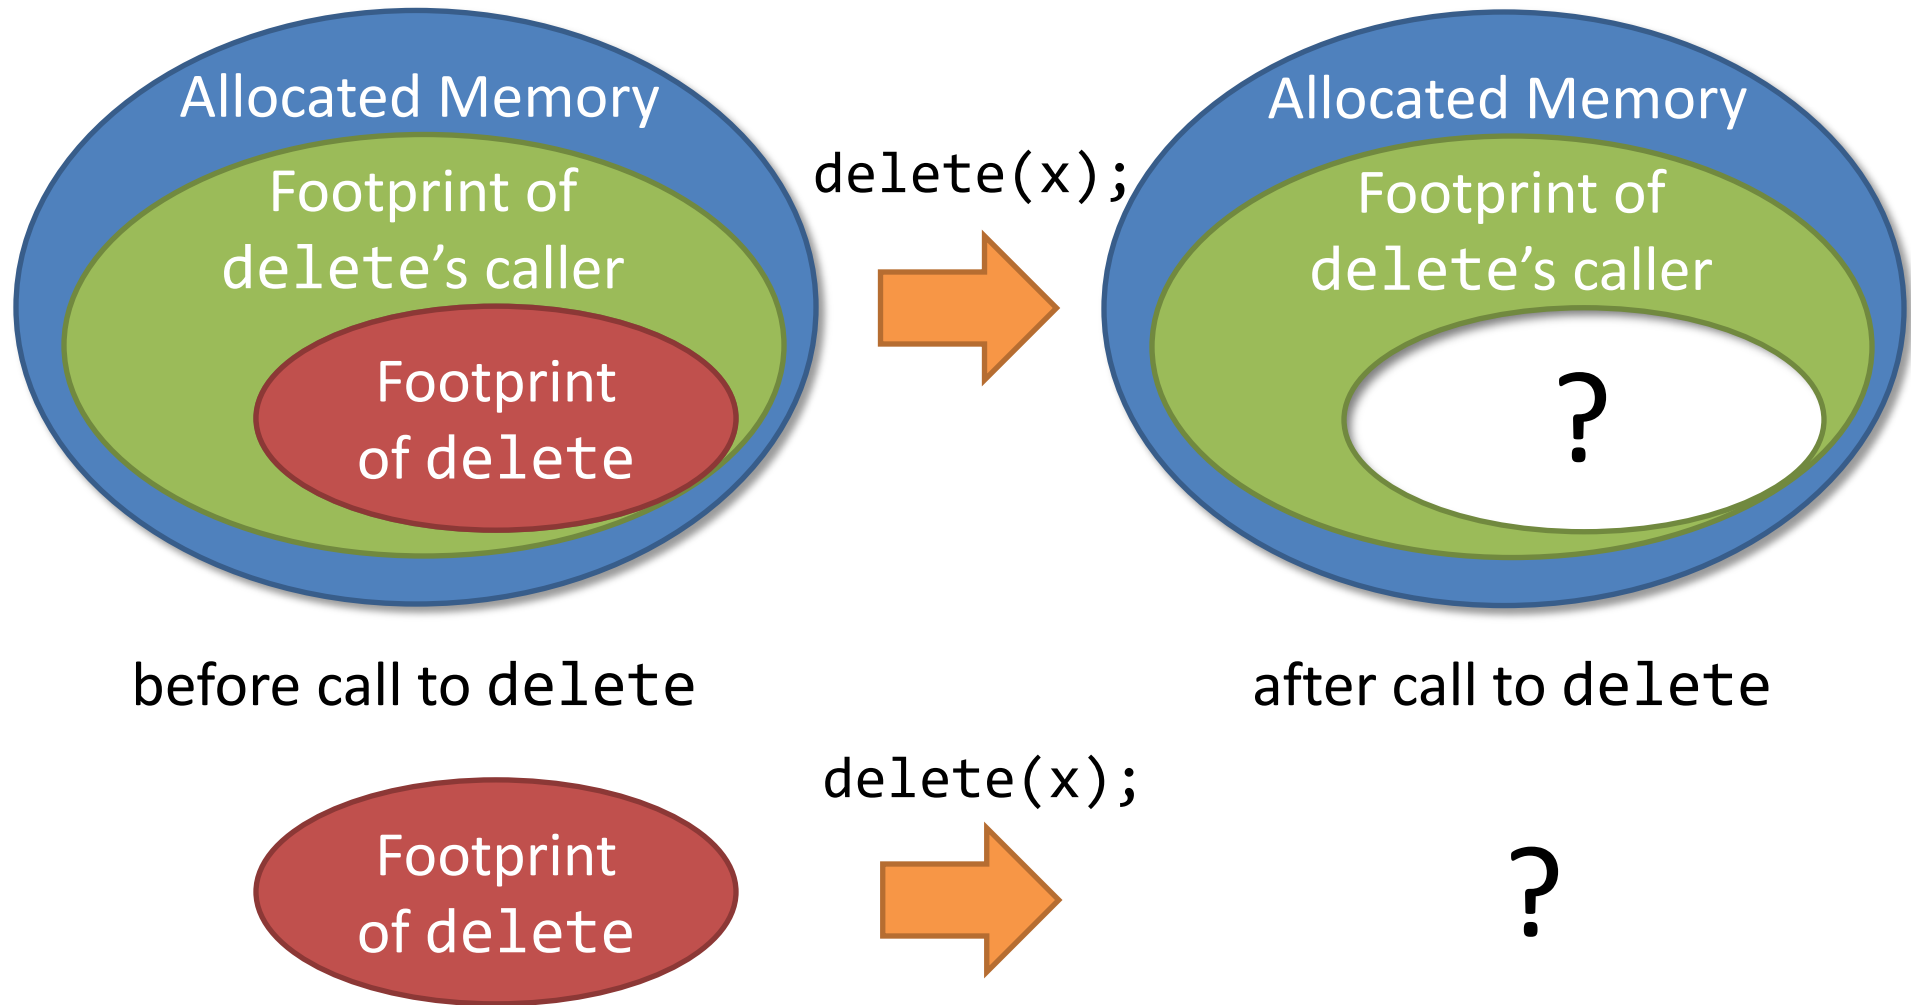 Allocated Memory
Footprint of
delete's caller
Footprint
of delete
delete(x);
Allocated Memory
Footprint of
delete's caller
?
before call to delete
after call to delete
Footprint
of delete
delete(x);
?